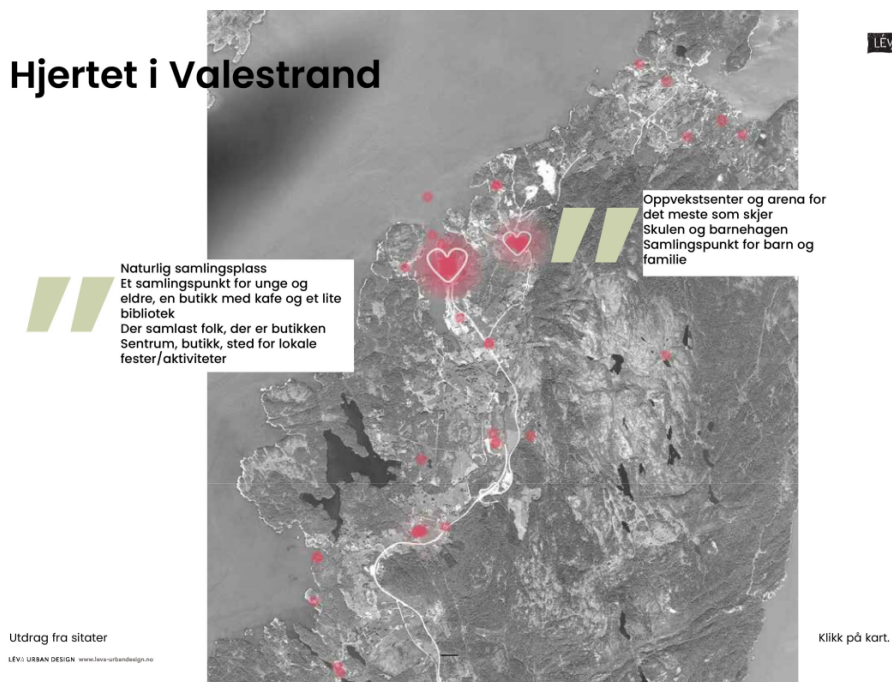 Hjertet i Valestrand
LÉV
Oppvekstsenter og arena for
det meste som skjer
Skulen og barnehagen
Samlingspunkt for barn og
familie
Naturlig samlingsplass
Et samlingspunkt for unge og
eldre, en butikk med kafe og et lite
bibliotek
Der samlast folk, der er butikken
Sentrum, butikk, sted for lokale
fester/aktiviteter
Utdrag fra sitater
Klikk på kart.
LÉVA URBAN DESIGN www.leva-urbandesign.no